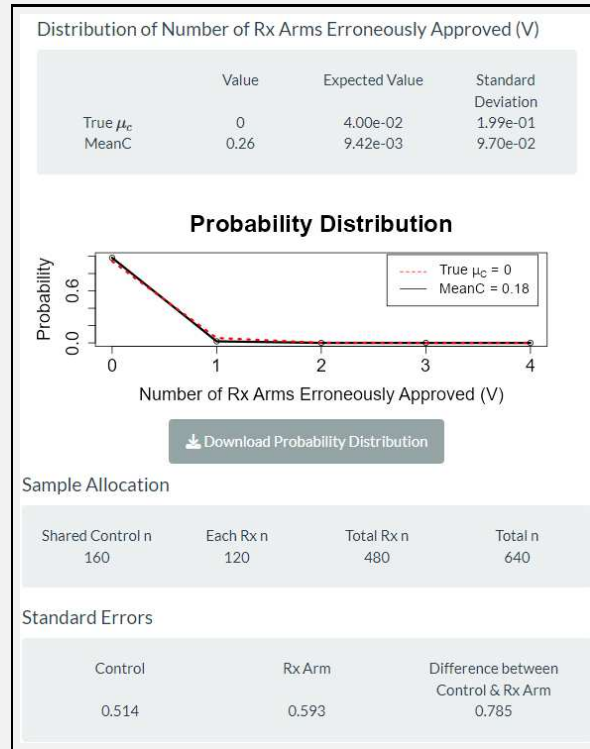 Distribution of Number of Rx Arms Erroneously Approved (V)
Value Expected Value Standard
Deviation
True μc 0 4.00e-02 1.99e-01
MeanC 0.26 9.42e-03 9.70e-02
Probability Distribution
Probability
0.6
0.0
True μC = 0
MeanC = 0.18
0 1 2 3 4
Number of Rx Arms Erroneously Approved (V)
Download Probability Distribution
Sample Allocation
Shared Control n Each Rx n Total Rx n Total n
160 120 480 640
Standard Errors
Control Rx Arm Difference between
Control & Rx Arm
0.514 0.593 0.785